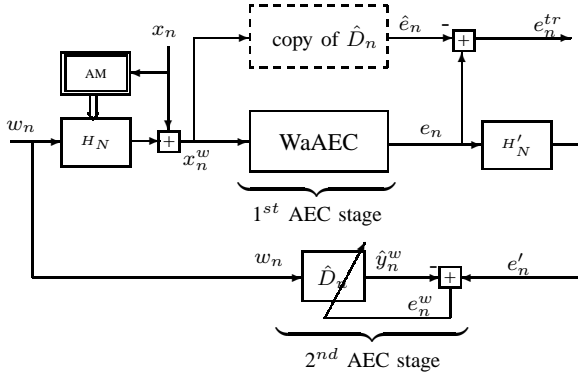 x_n
copy of D̂_n
ê_n
-
+
e_n^{tr}
AM
w_n
H_N
+
x_n^w
WaAEC
e_n
H'_N
1^{st} AEC stage
w_n
D̂_n
ŷ_n^w
-
+
e'_n
e_n^w
2^{nd} AEC stage